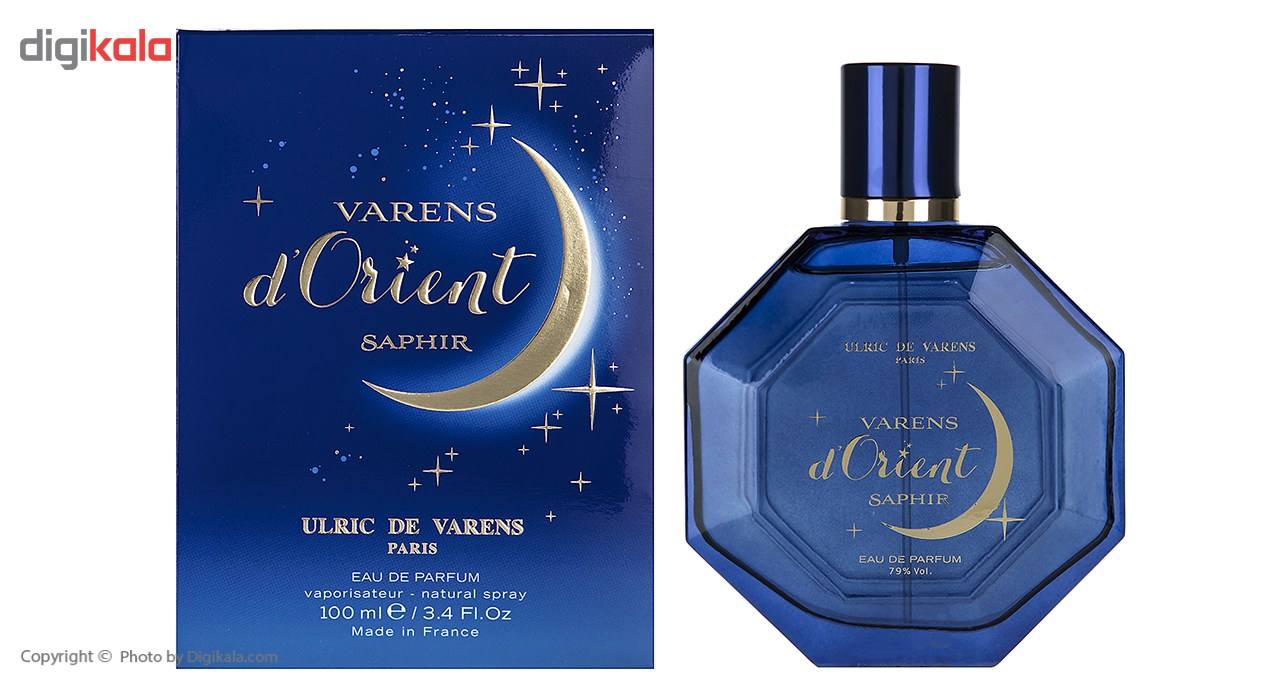 digikala
VARENS
d'Orient
SAPHIR
ULRIC DE VARENS
PARIS
EAU DE PARFUM
vaporisateur - natural spray
100 ml ℮ / 3.4 Fl.Oz
Made in France
ULRIC DE VARENS
PARIS
VARENS
d'Orient
SAPHIR
EAU DE PARFUM
79% Vol.
Copyright © Photo by Digikala.com